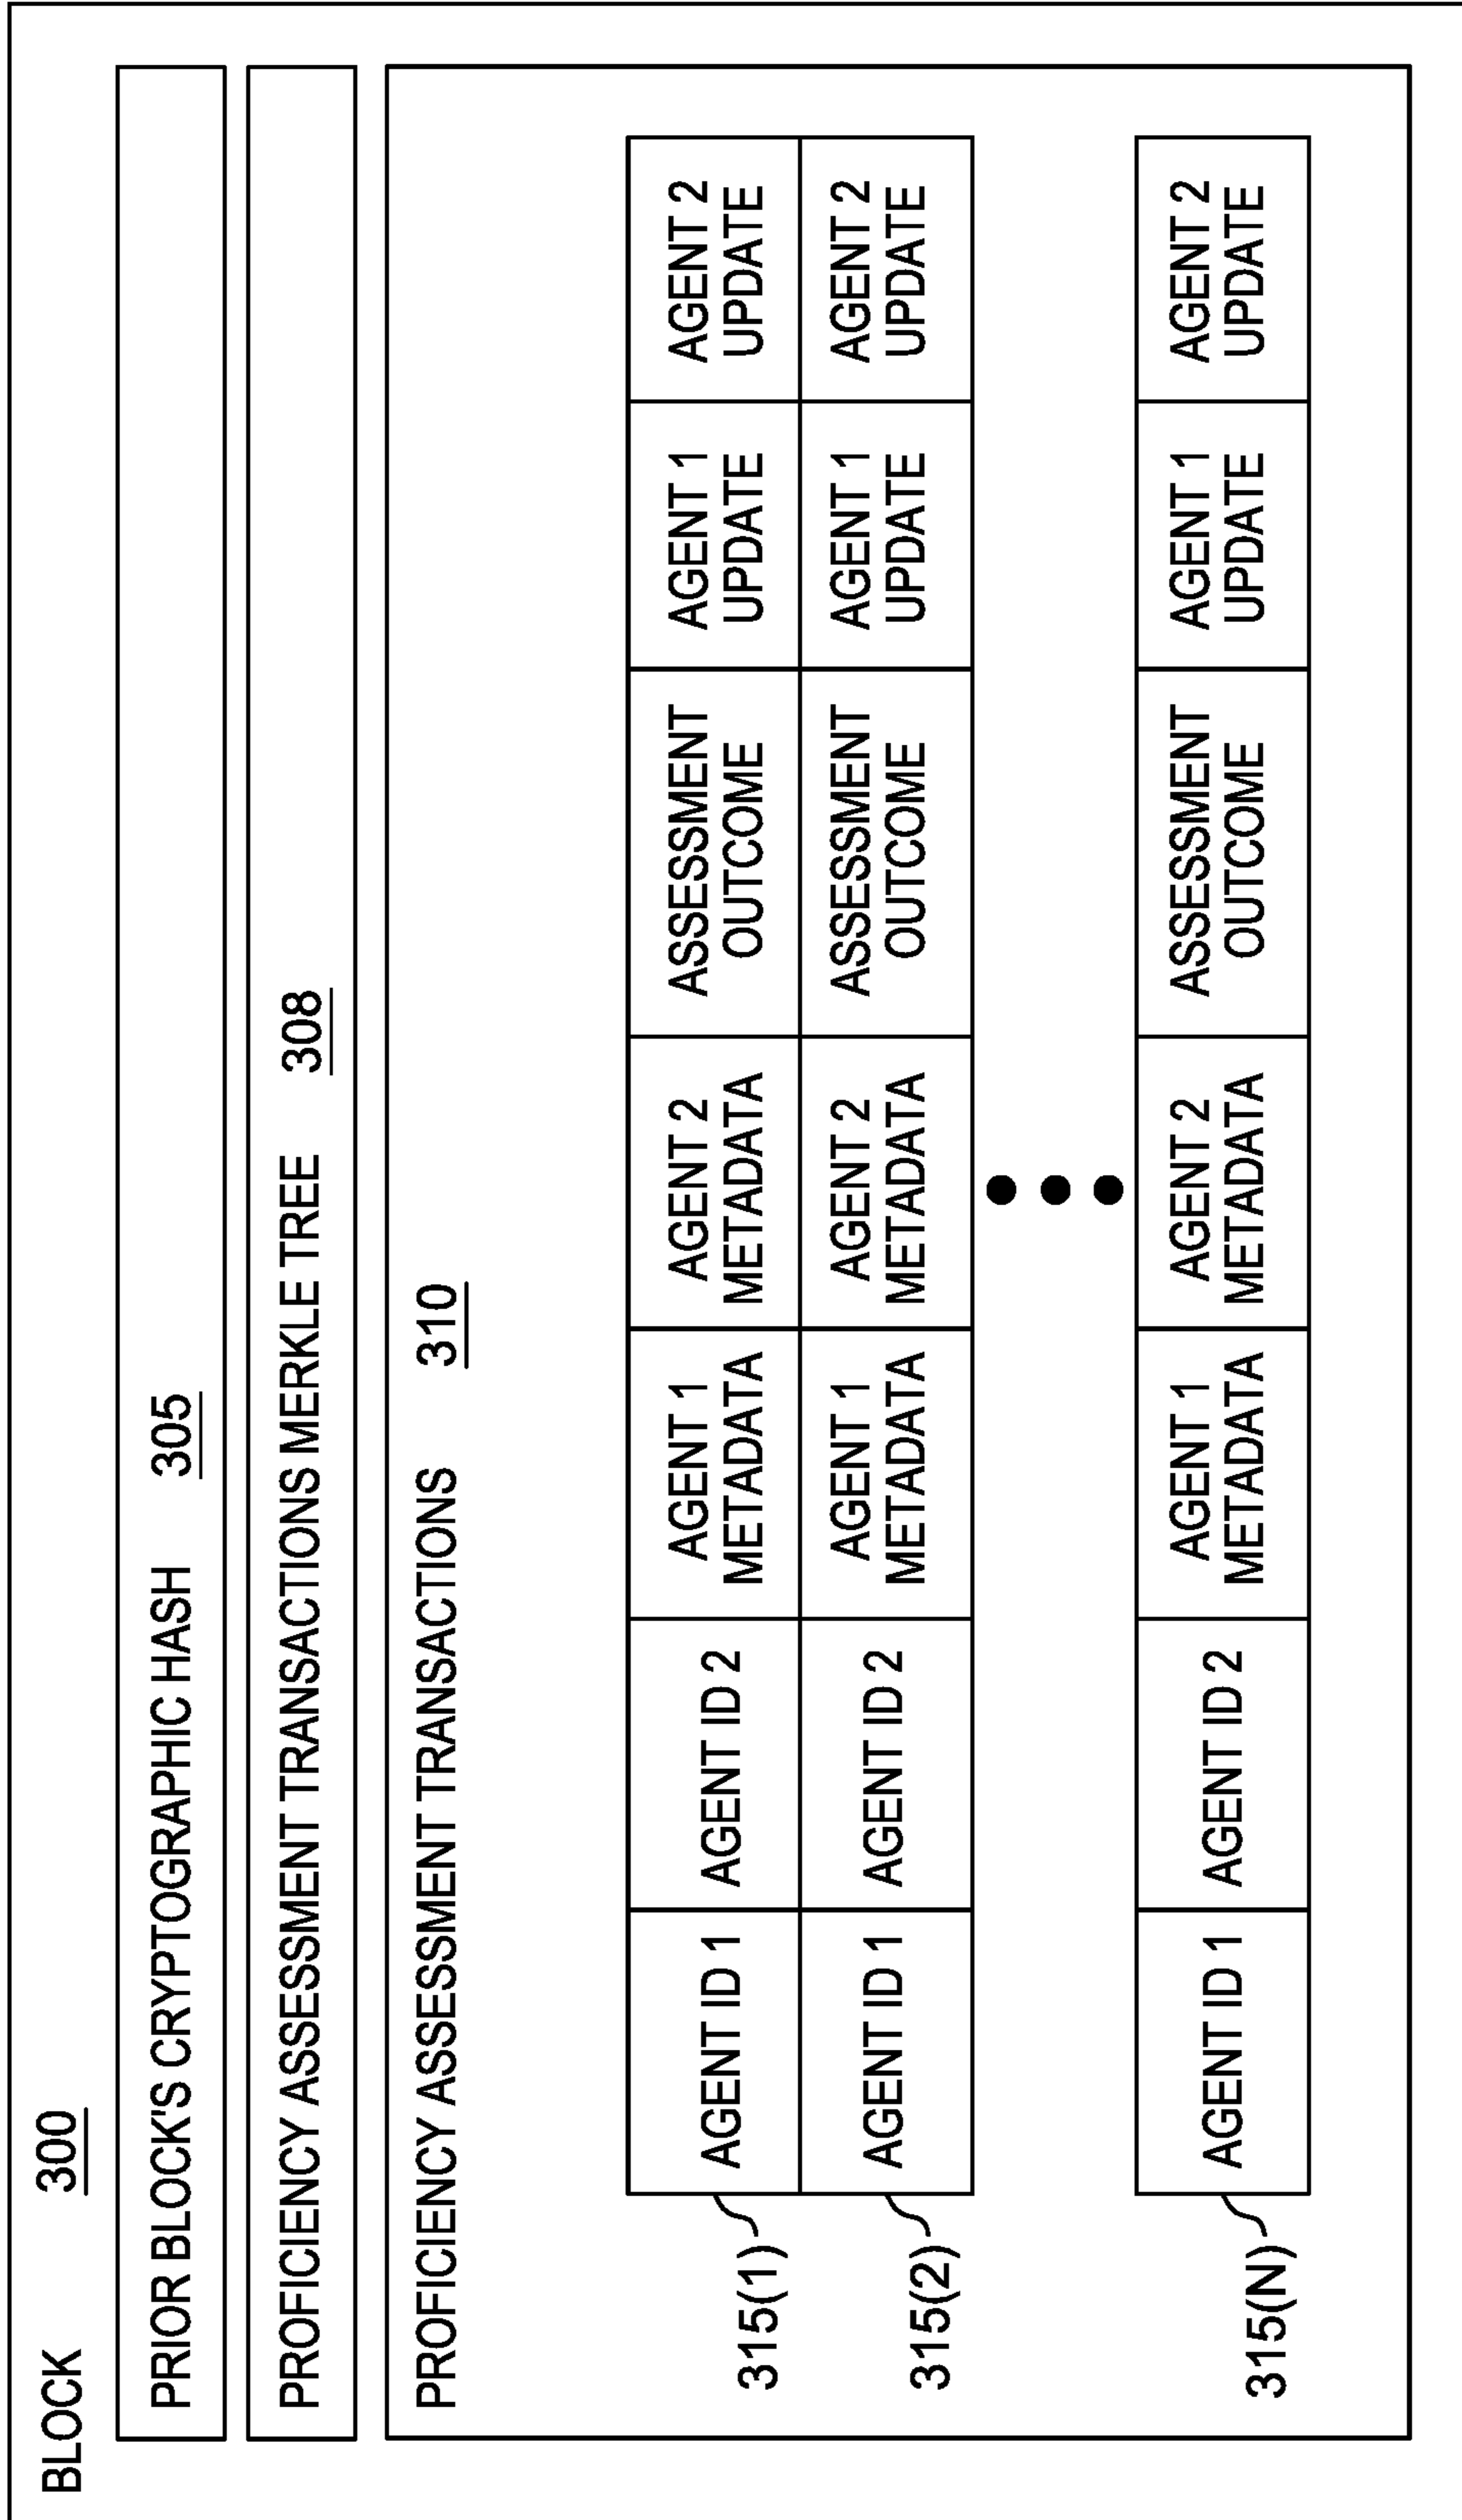 BLOCK 300
PRIOR BLOCK'S CRYPTOGRAPHIC HASH 305
PROFICIENCY ASSESSMENT TRANSACTIONS MERKLE TREE 308
PROFICIENCY ASSESSMENT TRANSACTIONS 310
315(1)
AGENT ID 1
AGENT ID 2
AGENT 1
METADATA
AGENT 2
METADATA
ASSESSMENT
OUTCOME
AGENT 1
UPDATE
AGENT 2
UPDATE
315(2)
AGENT ID 1
AGENT ID 2
AGENT 1
METADATA
AGENT 2
METADATA
ASSESSMENT
OUTCOME
AGENT 1
UPDATE
AGENT 2
UPDATE
315(N)
AGENT ID 1
AGENT ID 2
AGENT 1
METADATA
AGENT 2
METADATA
ASSESSMENT
OUTCOME
AGENT 1
UPDATE
AGENT 2
UPDATE